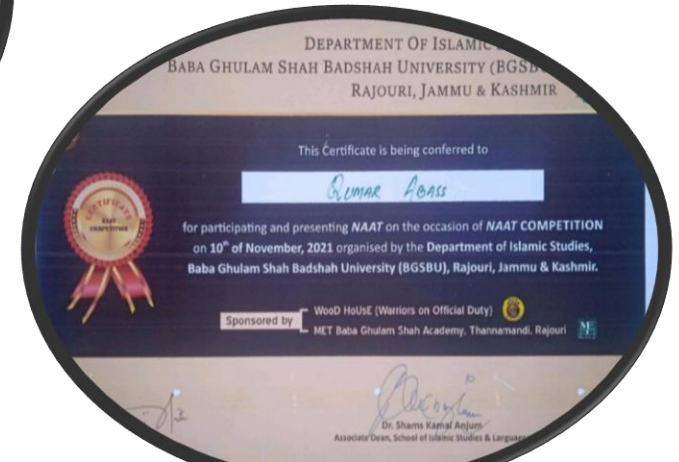 DEPARTMENT OF ISLAMIC
BABA GHULAM SHAH BADSHAH UNIVERSITY (BGSB
RAJOURI, JAMMU & KASHMIR
This Certificate is being conferred to
QUMAR ABASS
CERTIFICATE
NAAT
COMPETITION
for participating and presenting NAAT on the occasion of NAAT COMPETITION
on 10th of November, 2021 organised by the Department of Islamic Studies,
Baba Ghulam Shah Badshah University (BGSBU), Rajouri, Jammu & Kashmir.
Sponsored by
WooD HoUsE (Warriors on Official Duty)
MET Baba Ghulam Shah Academy, Thannamandi, Rajouri
Dr. Shams Kamal Anjum
Associate Dean, School of Islamic Studies & Languag